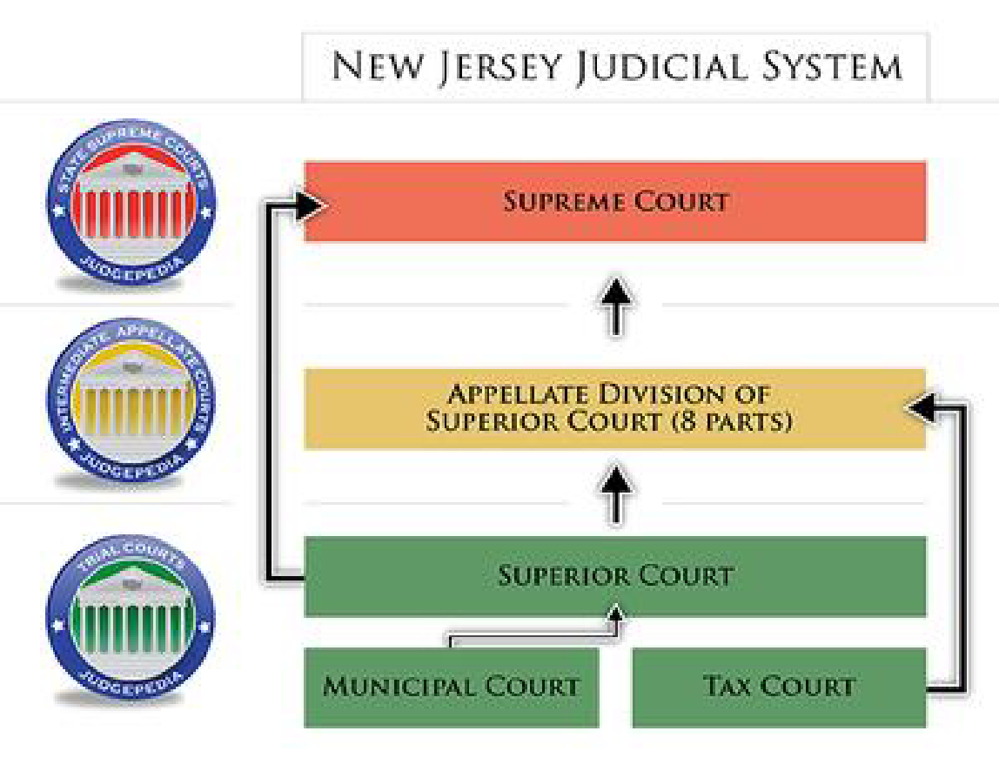 NEW JERSEY JUDICIAL SYSTEM
STATE SUPREME COURTS
JUDGEPEDIA
SUPREME COURT
INTERMEDIATE APPELLATE COURTS
JUDGEPEDIA
APPELLATE DIVISION OF
SUPERIOR COURT (8 PARTS)
TRIAL COURTS
JUDGEPEDIA
SUPERIOR COURT
MUNICIPAL COURT
TAX COURT